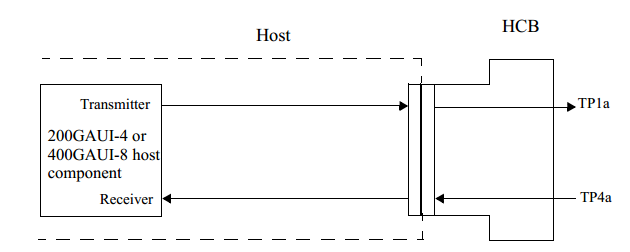 Host
HCB
Transmitter
TP1a
200GAUI-4 or
400GAUI-8 host
component
Receiver
TP4a